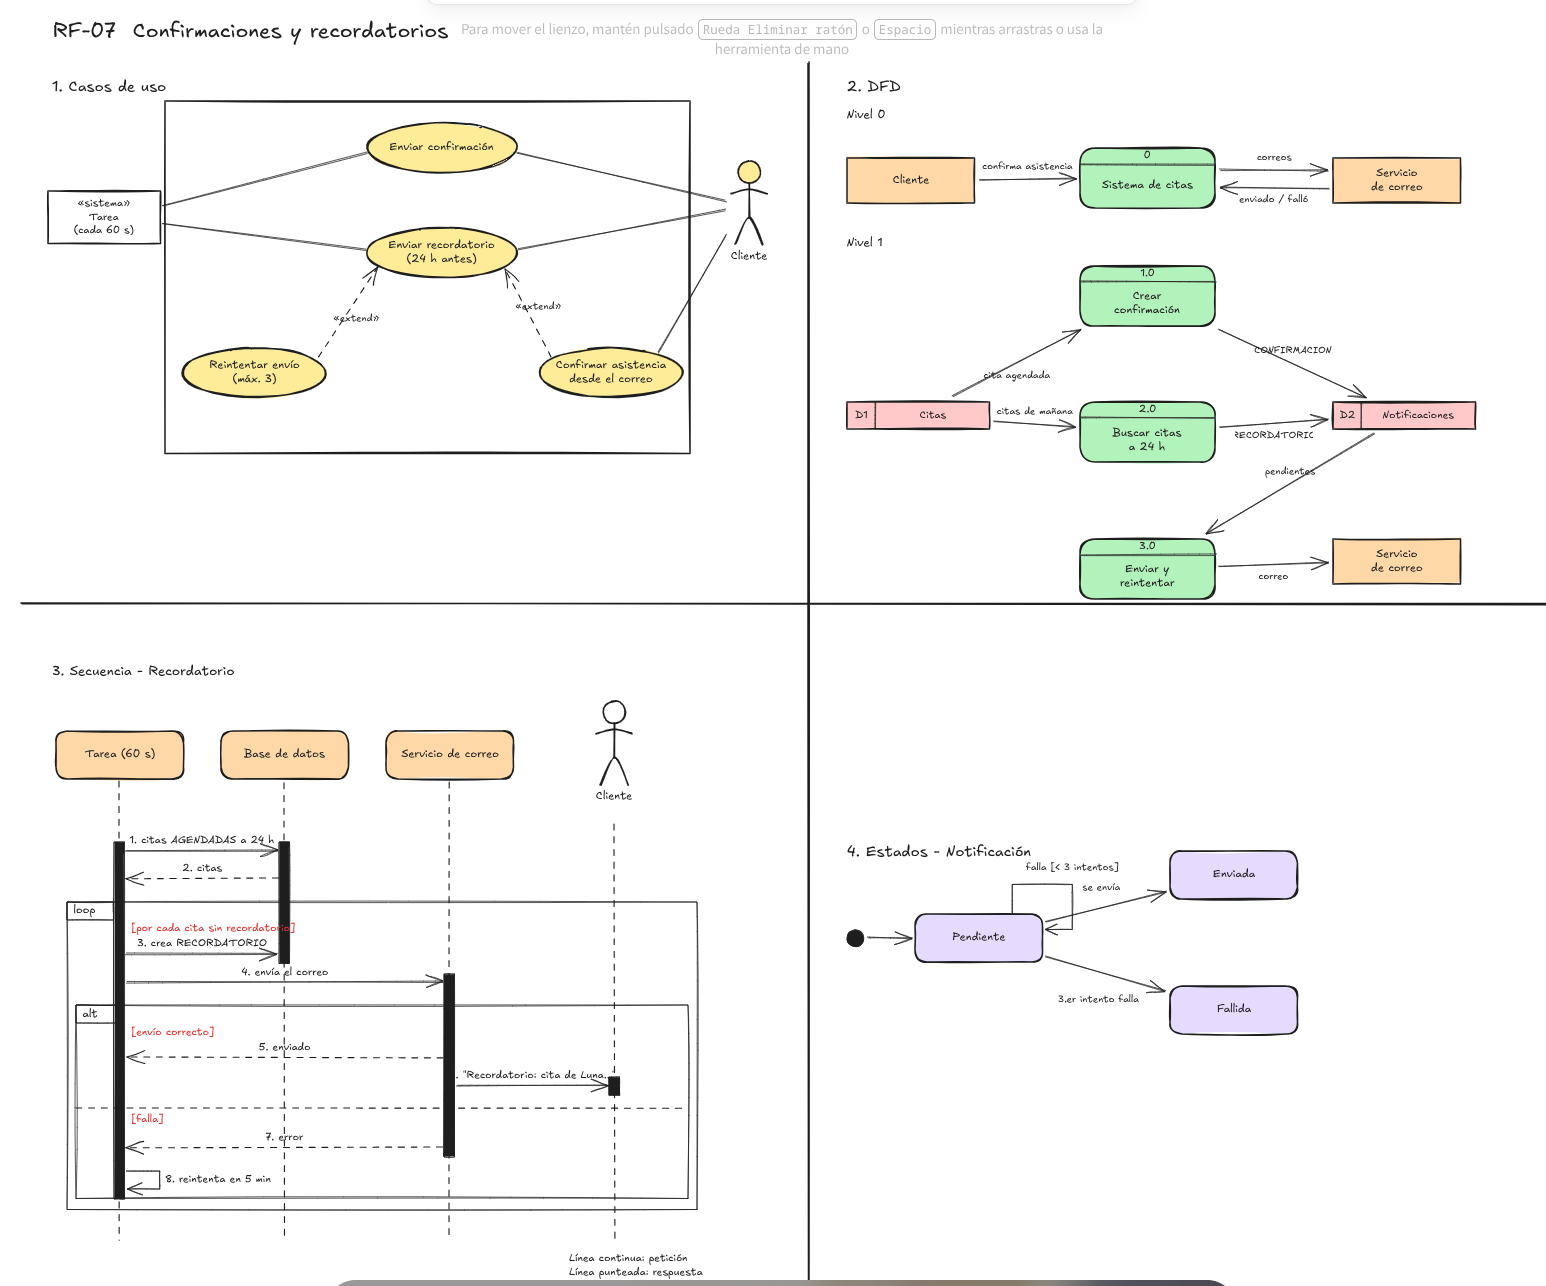 RF-07 Confirmaciones y recordatorios
Para mover el lienzo, mantén pulsado Rueda Eliminar ratón o Espacio mientras arrastras o usa la
herramienta de mano
1. Casos de uso
Enviar confirmación
«sistema»
Tarea
(cada 60 s)
Enviar recordatorio
(24 h antes)
Cliente
«extend»
«extend»
Reintentar envío
(máx. 3)
Confirmar asistencia
desde el correo
2. DFD
Nivel 0
Cliente
confirma asistencia
0
Sistema de citas
correos
enviado / falló
Servicio
de correo
Nivel 1
1.0
Crear
confirmación
CONFIRMACION
cita agendada
D1
Citas
citas de mañana
2.0
Buscar citas
a 24 h
RECORDATORIO
D2
Notificaciones
pendientes
3.0
Enviar y
reintentar
correo
Servicio
de correo
3. Secuencia - Recordatorio
Tarea (60 s)
Base de datos
Servicio de correo
Cliente
1. citas AGENDADAS a 24 h
2. citas
loop
[por cada cita sin recordatorio]
3. crea RECORDATORIO
4. envía el correo
alt
[envío correcto]
5. enviado
. "Recordatorio: cita de Luna.
[falla]
7. error
8. reintenta en 5 min
Línea continua: petición
Línea punteada: respuesta
4. Estados - Notificación
falla [< 3 intentos]
se envía
Enviada
Pendiente
3.er intento falla
Fallida